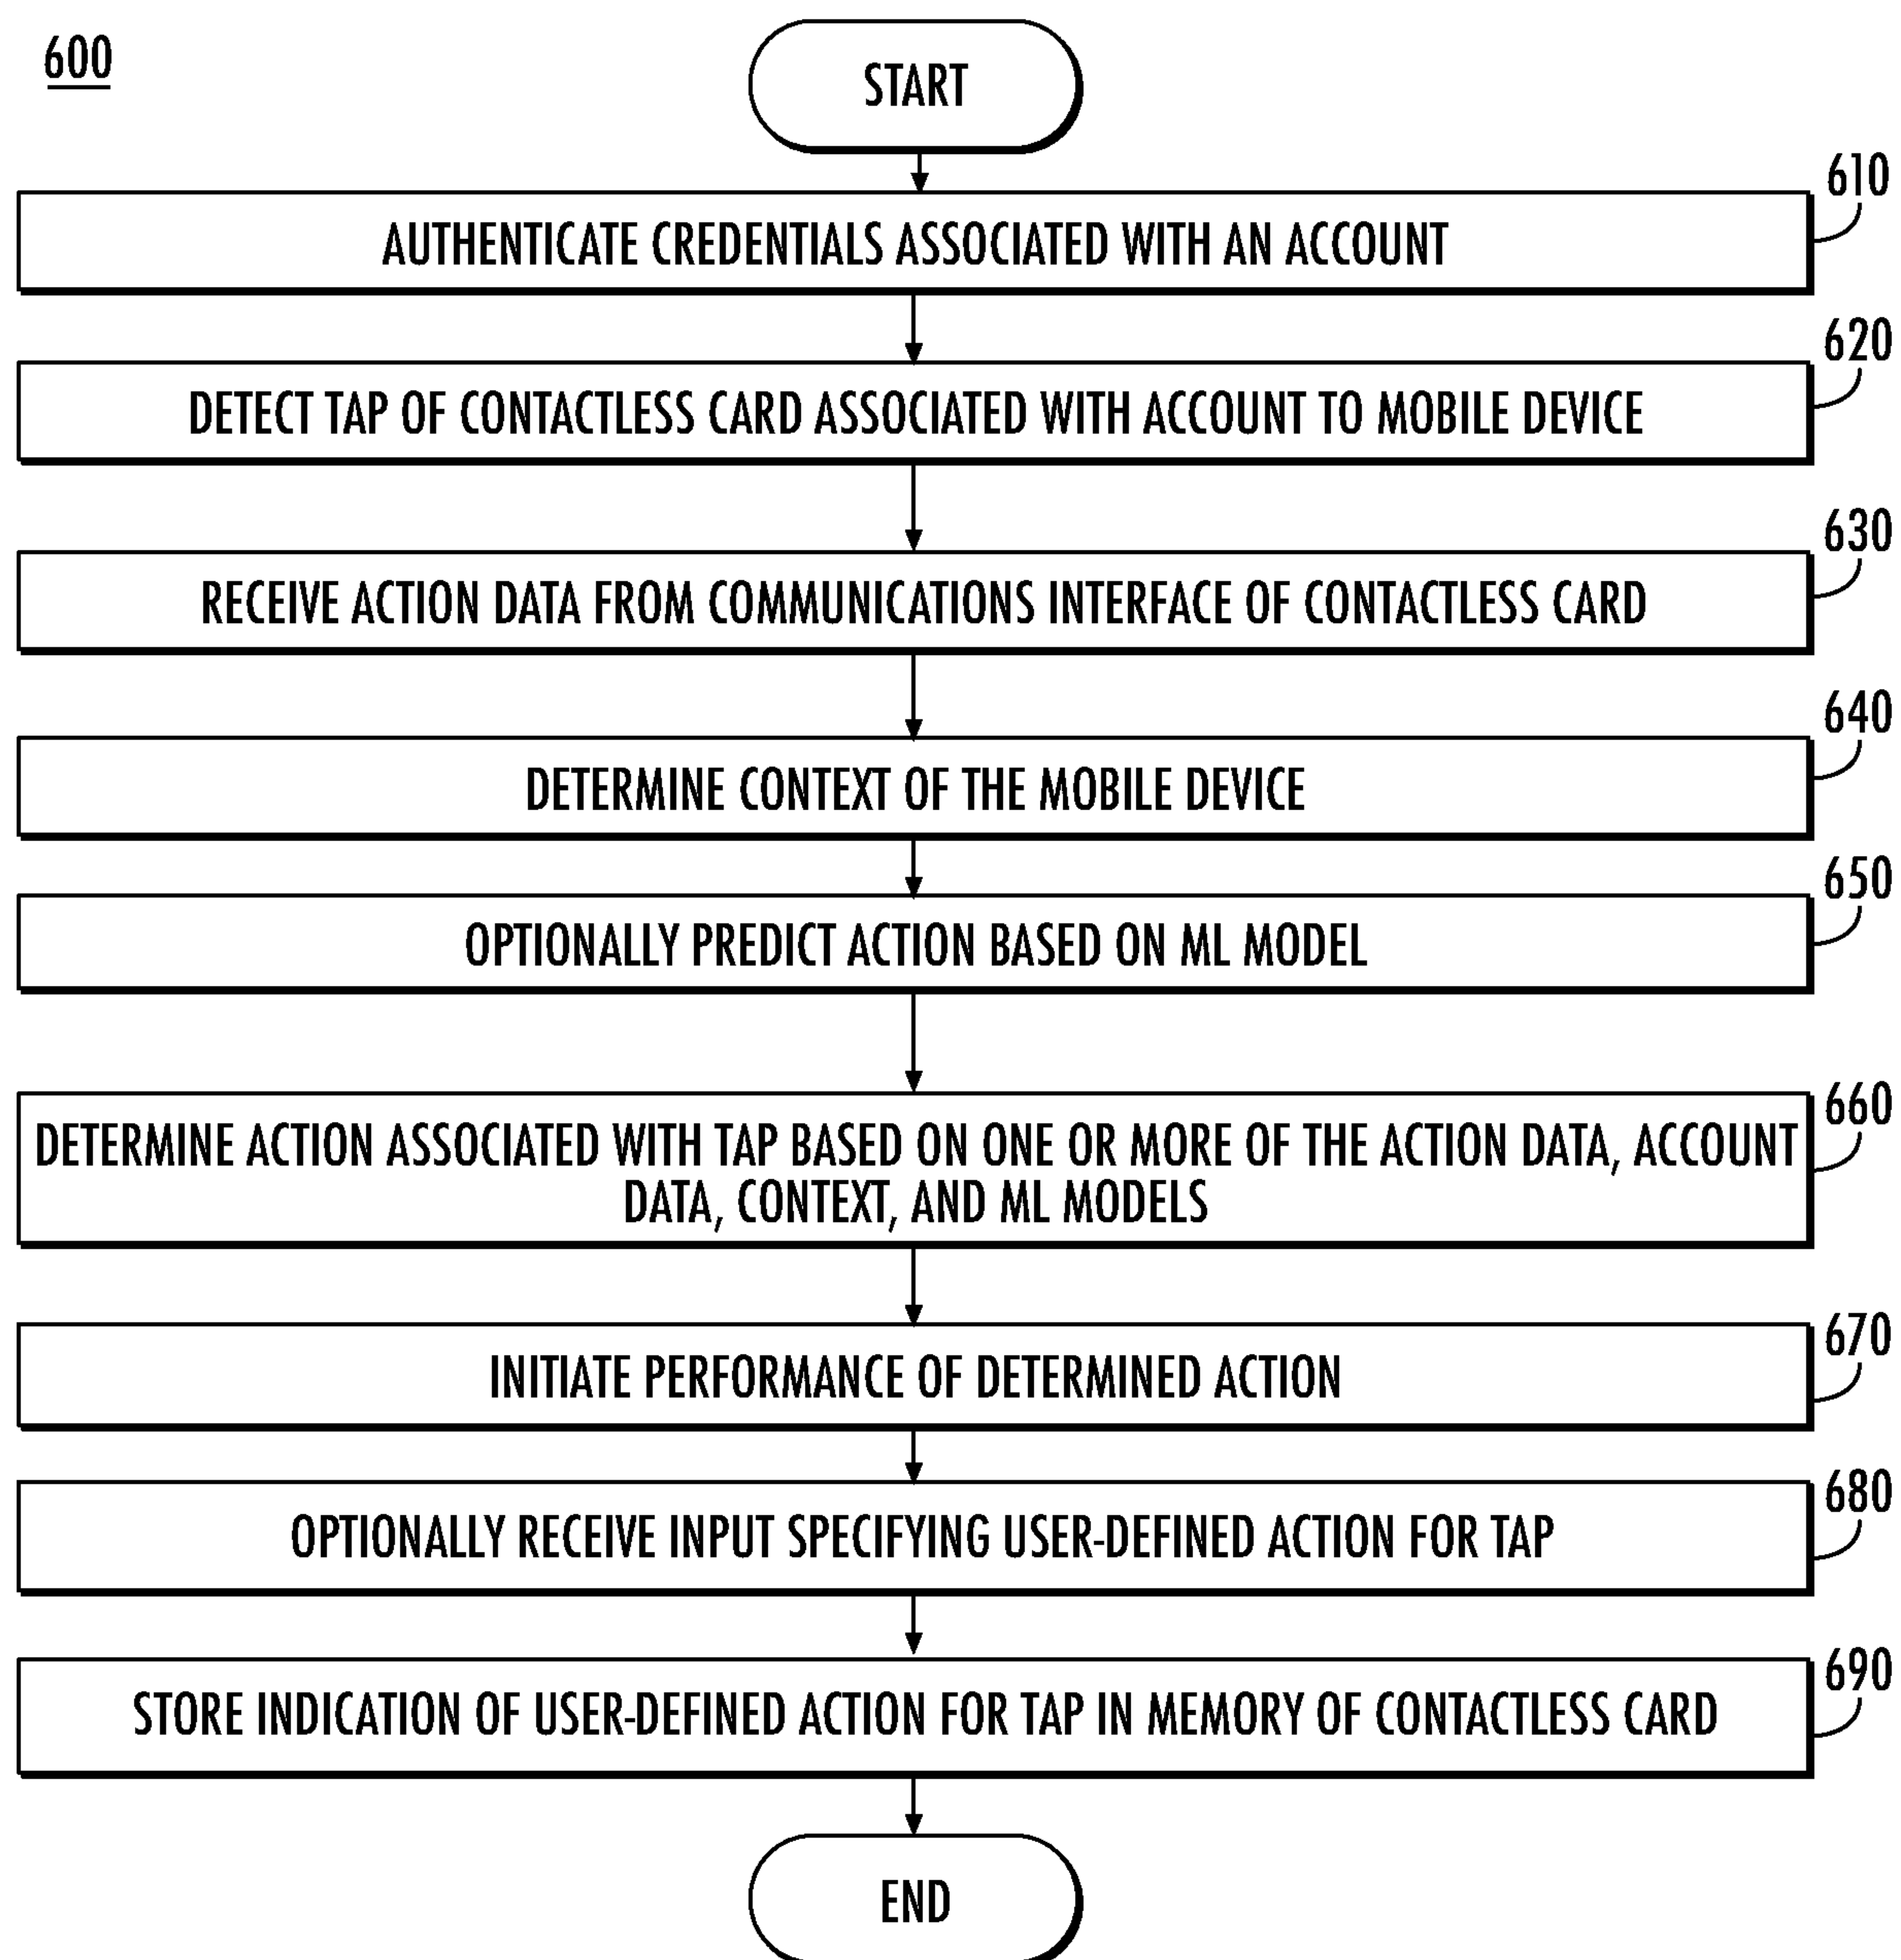 600
START
610
AUTHENTICATE CREDENTIALS ASSOCIATED WITH AN ACCOUNT
620
DETECT TAP OF CONTACTLESS CARD ASSOCIATED WITH ACCOUNT TO MOBILE DEVICE
630
RECEIVE ACTION DATA FROM COMMUNICATIONS INTERFACE OF CONTACTLESS CARD
640
DETERMINE CONTEXT OF THE MOBILE DEVICE
650
OPTIONALLY PREDICT ACTION BASED ON ML MODEL
660
DETERMINE ACTION ASSOCIATED WITH TAP BASED ON ONE OR MORE OF THE ACTION DATA, ACCOUNT
DATA, CONTEXT, AND ML MODELS
670
INITIATE PERFORMANCE OF DETERMINED ACTION
680
OPTIONALLY RECEIVE INPUT SPECIFYING USER-DEFINED ACTION FOR TAP
690
STORE INDICATION OF USER-DEFINED ACTION FOR TAP IN MEMORY OF CONTACTLESS CARD
END